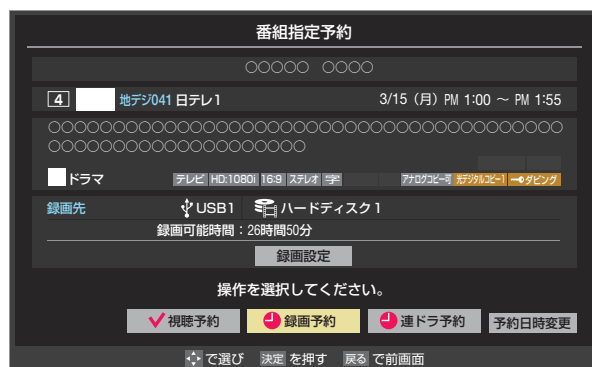 番組指定予約
○○○○○ ○○○○
4 地デジ041 日テレ1 3/15（月）PM 1:00 ～ PM 1:55
○○○○○○○○○○○○○○○○○○○○○○○○○○○○○○○○○○○○○○○○
○○○○○○○○○○○○○○○○○○○○
ドラマ テレビ HD:1080i 16:9 ステレオ 字 アナログコピー可 光デジタルコピー1 ダビング
録画先 USB1 ハードディスク1
録画可能時間：26時間50分
録画設定
操作を選択してください。
視聴予約 録画予約 連ドラ予約 予約日時変更
で選び 決定 を押す 戻る で前画面